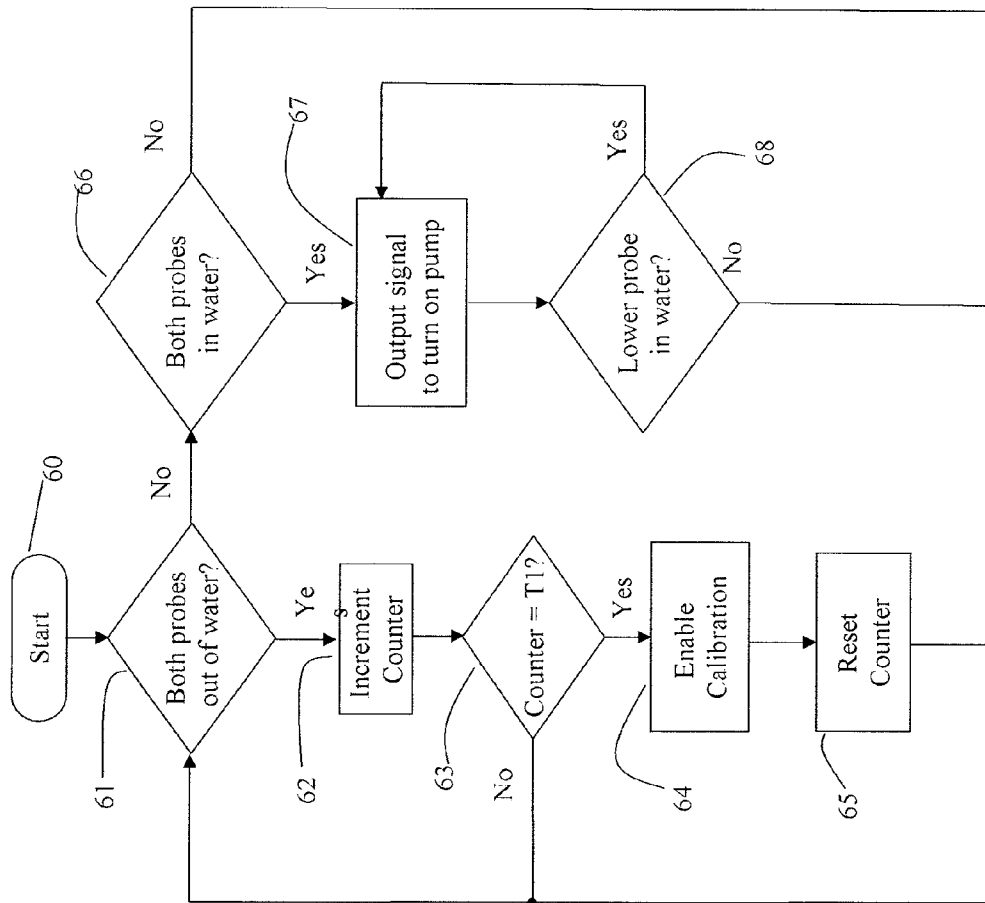 60
Start
61
Both probes
out of water?
No
Ye
s
62
Increment
Counter
63
Counter = T1?
No
Yes
64
Enable
Calibration
65
Reset
Counter
66
Both probes
in water?
No
Yes
67
Output signal
to turn on pump
68
Lower probe
in water?
Yes
No